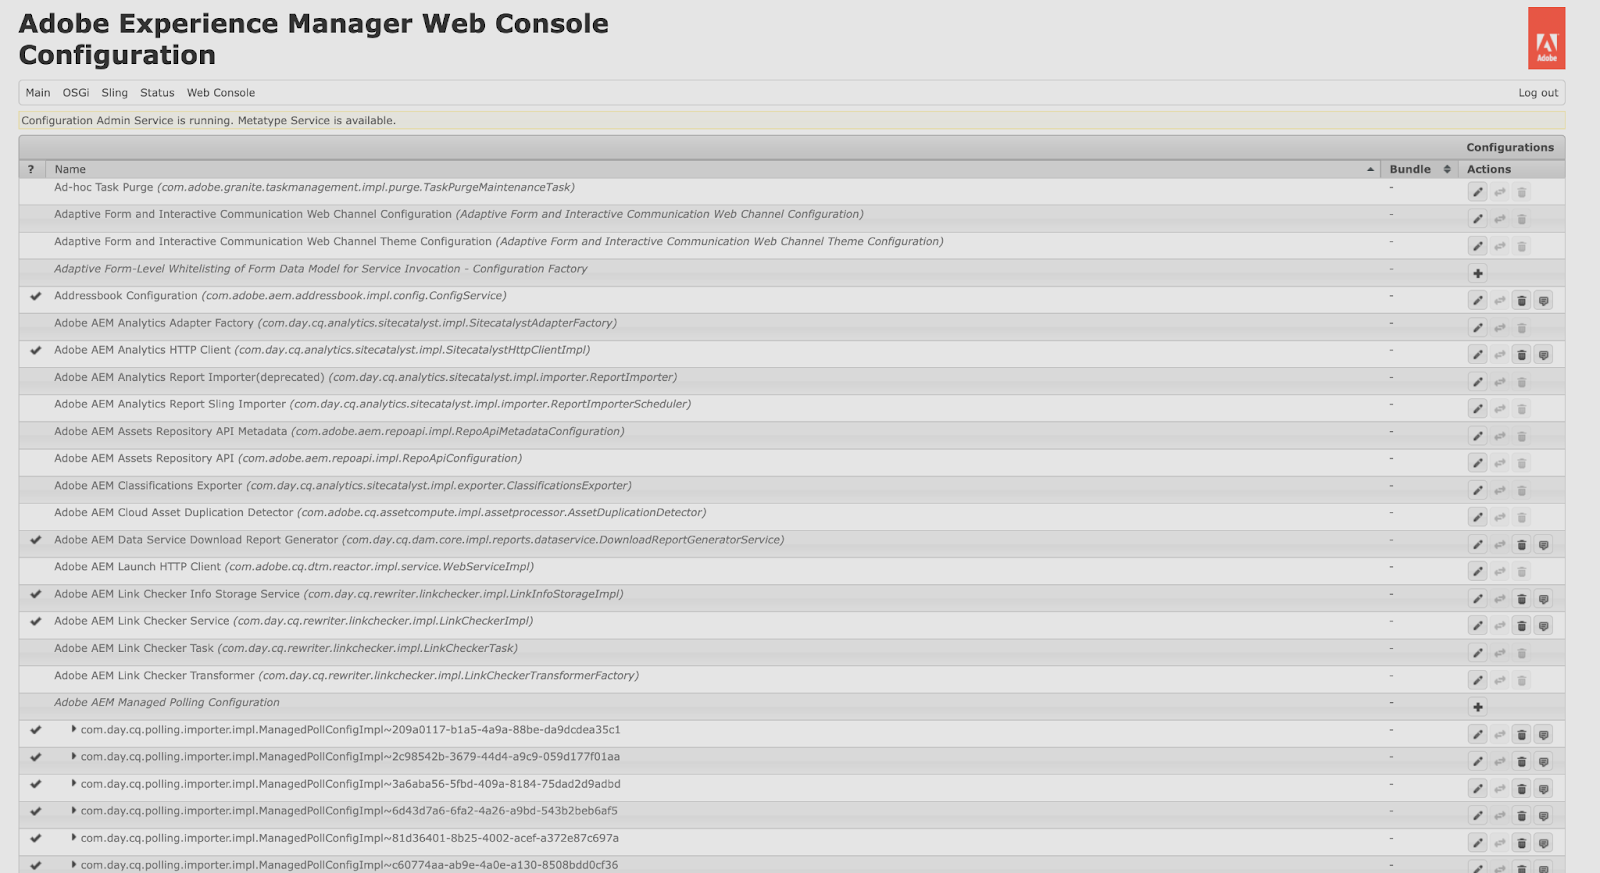 Adobe Experience Manager Web Console
Configuration
Adobe
Main OSGi Sling Status Web Console Log out
Configuration Admin Service is running. Metatype Service is available.
Configurations
? Name Bundle Actions
Ad-hoc Task Purge (com.adobe.granite.taskmanagement.impl.purge.TaskPurgeMaintenanceTask) -
Adaptive Form and Interactive Communication Web Channel Configuration (Adaptive Form and Interactive Communication Web Channel Configuration) -
Adaptive Form and Interactive Communication Web Channel Theme Configuration (Adaptive Form and Interactive Communication Web Channel Theme Configuration) -
Adaptive Form-Level Whitelisting of Form Data Model for Service Invocation - Configuration Factory -
Addressbook Configuration (com.adobe.aem.addressbook.impl.config.ConfigService) -
Adobe AEM Analytics Adapter Factory (com.day.cq.analytics.sitecatalyst.impl.SitecatalystAdapterFactory) -
Adobe AEM Analytics HTTP Client (com.day.cq.analytics.sitecatalyst.impl.SitecatalystHttpClientImpl) -
Adobe AEM Analytics Report Importer(deprecated) (com.day.cq.analytics.sitecatalyst.impl.importer.ReportImporter) -
Adobe AEM Analytics Report Sling Importer (com.day.cq.analytics.sitecatalyst.impl.importer.ReportImporterScheduler) -
Adobe AEM Assets Repository API Metadata (com.adobe.aem.repoapi.impl.RepoApiMetadataConfiguration) -
Adobe AEM Assets Repository API (com.adobe.aem.repoapi.impl.RepoApiConfiguration) -
Adobe AEM Classifications Exporter (com.day.cq.analytics.sitecatalyst.impl.exporter.ClassificationsExporter) -
Adobe AEM Cloud Asset Duplication Detector (com.adobe.cq.assetcompute.impl.assetprocessor.AssetDuplicationDetector) -
Adobe AEM Data Service Download Report Generator (com.day.cq.dam.core.impl.reports.dataservice.DownloadReportGeneratorService) -
Adobe AEM Launch HTTP Client (com.adobe.cq.dtm.reactor.impl.service.WebServiceImpl) -
Adobe AEM Link Checker Info Storage Service (com.day.cq.rewriter.linkchecker.impl.LinkInfoStorageImpl) -
Adobe AEM Link Checker Service (com.day.cq.rewriter.linkchecker.impl.LinkCheckerImpl) -
Adobe AEM Link Checker Task (com.day.cq.rewriter.linkchecker.impl.LinkCheckerTask) -
Adobe AEM Link Checker Transformer (com.day.cq.rewriter.linkchecker.impl.LinkCheckerTransformerFactory) -
Adobe AEM Managed Polling Configuration -
com.day.cq.polling.importer.impl.ManagedPollConfigImpl~209a0117-b1a5-4a9a-88be-da9dcdea35c1 -
com.day.cq.polling.importer.impl.ManagedPollConfigImpl~2c98542b-3679-44d4-a9c9-059d177f01aa -
com.day.cq.polling.importer.impl.ManagedPollConfigImpl~3a6aba56-5fbd-409a-8184-75dad2d9adbd -
com.day.cq.polling.importer.impl.ManagedPollConfigImpl~6d43d7a6-6fa2-4a26-a9bd-543b2beb6af5 -
com.day.cq.polling.importer.impl.ManagedPollConfigImpl~81d36401-8b25-4002-acef-a372e87c697a -
com.day.cq.polling.importer.impl.ManagedPollConfigImpl~c60774aa-ab9e-4a0e-a130-8508bdd0cf36 -